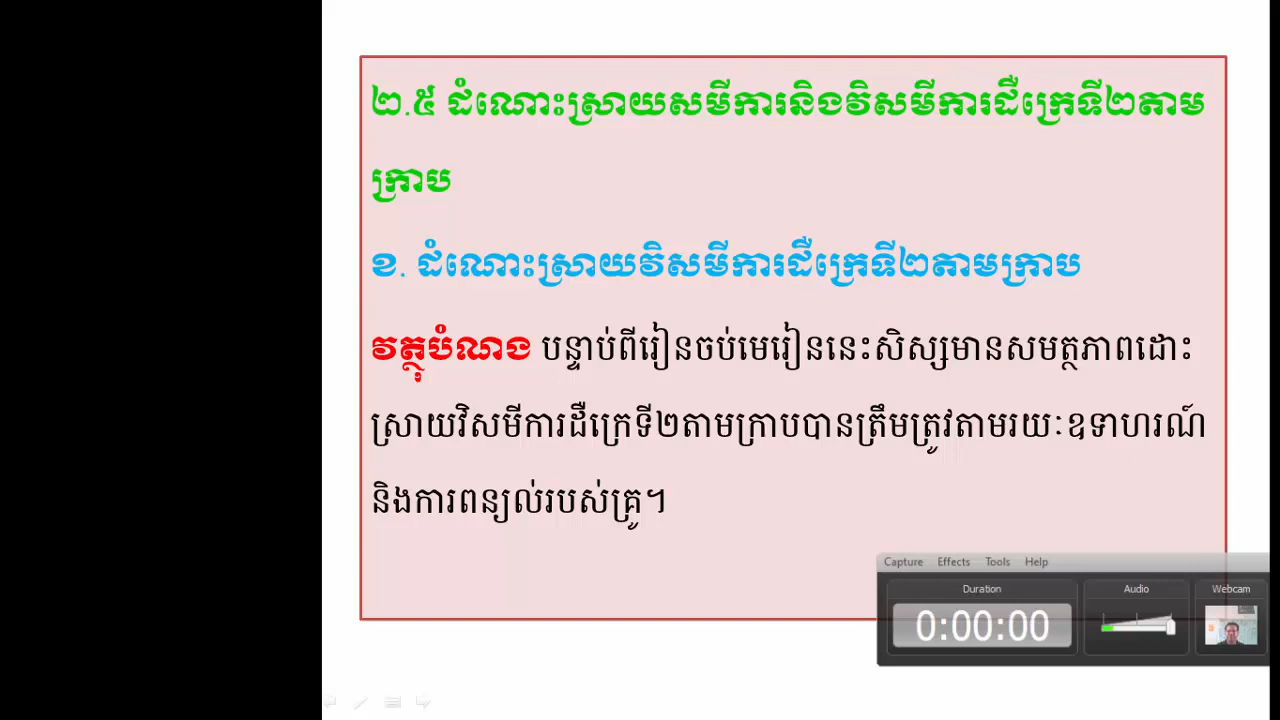 ២.៥ ដំណោះស្រាយសមីការនិងវិសមីការដឺក្រេទី២តាម
ក្រាប
ខ. ដំណោះស្រាយវិសមីការដឺក្រេទី២តាមក្រាប
វត្ថុបំណង បន្ទាប់ពីរៀនចប់មេរៀននេះសិស្សមានសមត្ថភាពដោះ
ស្រាយវិសមីការដឺក្រេទី២តាមក្រាបបានត្រឹមត្រូវតាមរយៈឧទាហរណ៍
និងការពន្យល់របស់គ្រូ។
Capture Effects Tools Help
Duration Audio Webcam
0:00:00